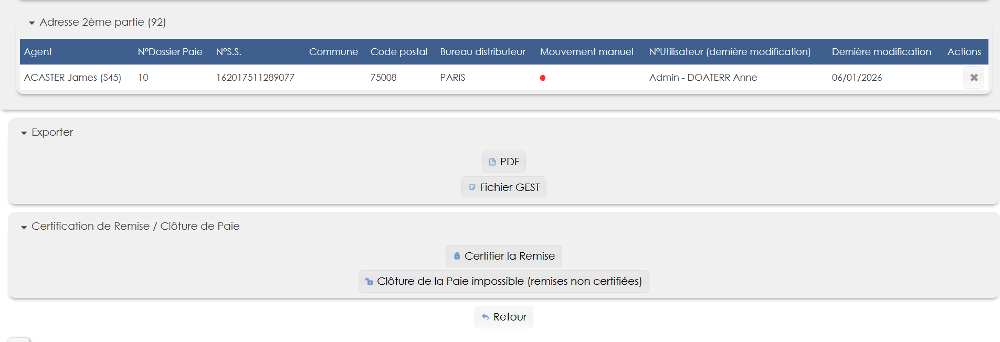 Adresse 2ème partie (92)
Agent N°Dossier Paie N°S.S. Commune Code postal Bureau distributeur Mouvement manuel N°Utilisateur (dernière modification) Dernière modification Actions
ACASTER James (S45) 10 162017511289077 75008 PARIS Admin - DOATERR Anne 06/01/2026
Exporter
PDF
Fichier GEST
Certification de Remise / Clôture de Paie
Certifier la Remise
Clôture de la Paie impossible (remises non certifiées)
Retour